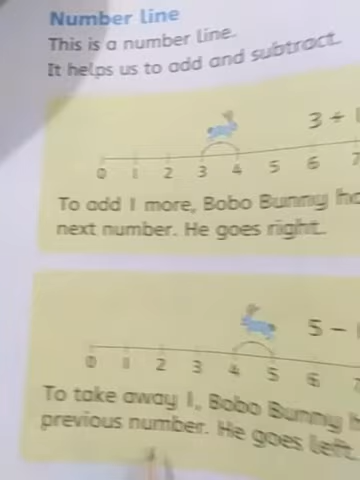 Number line
This is a number line.
It helps us to add and subtract.
3 +
0 1 2 3 4 5 6 7
To add 1 more, Bobo Bunny
next number. He goes right.
5 −
0 1 2 3 4 5 6 7
To take away 1, Bobo Bunny
previous number. He goes left.